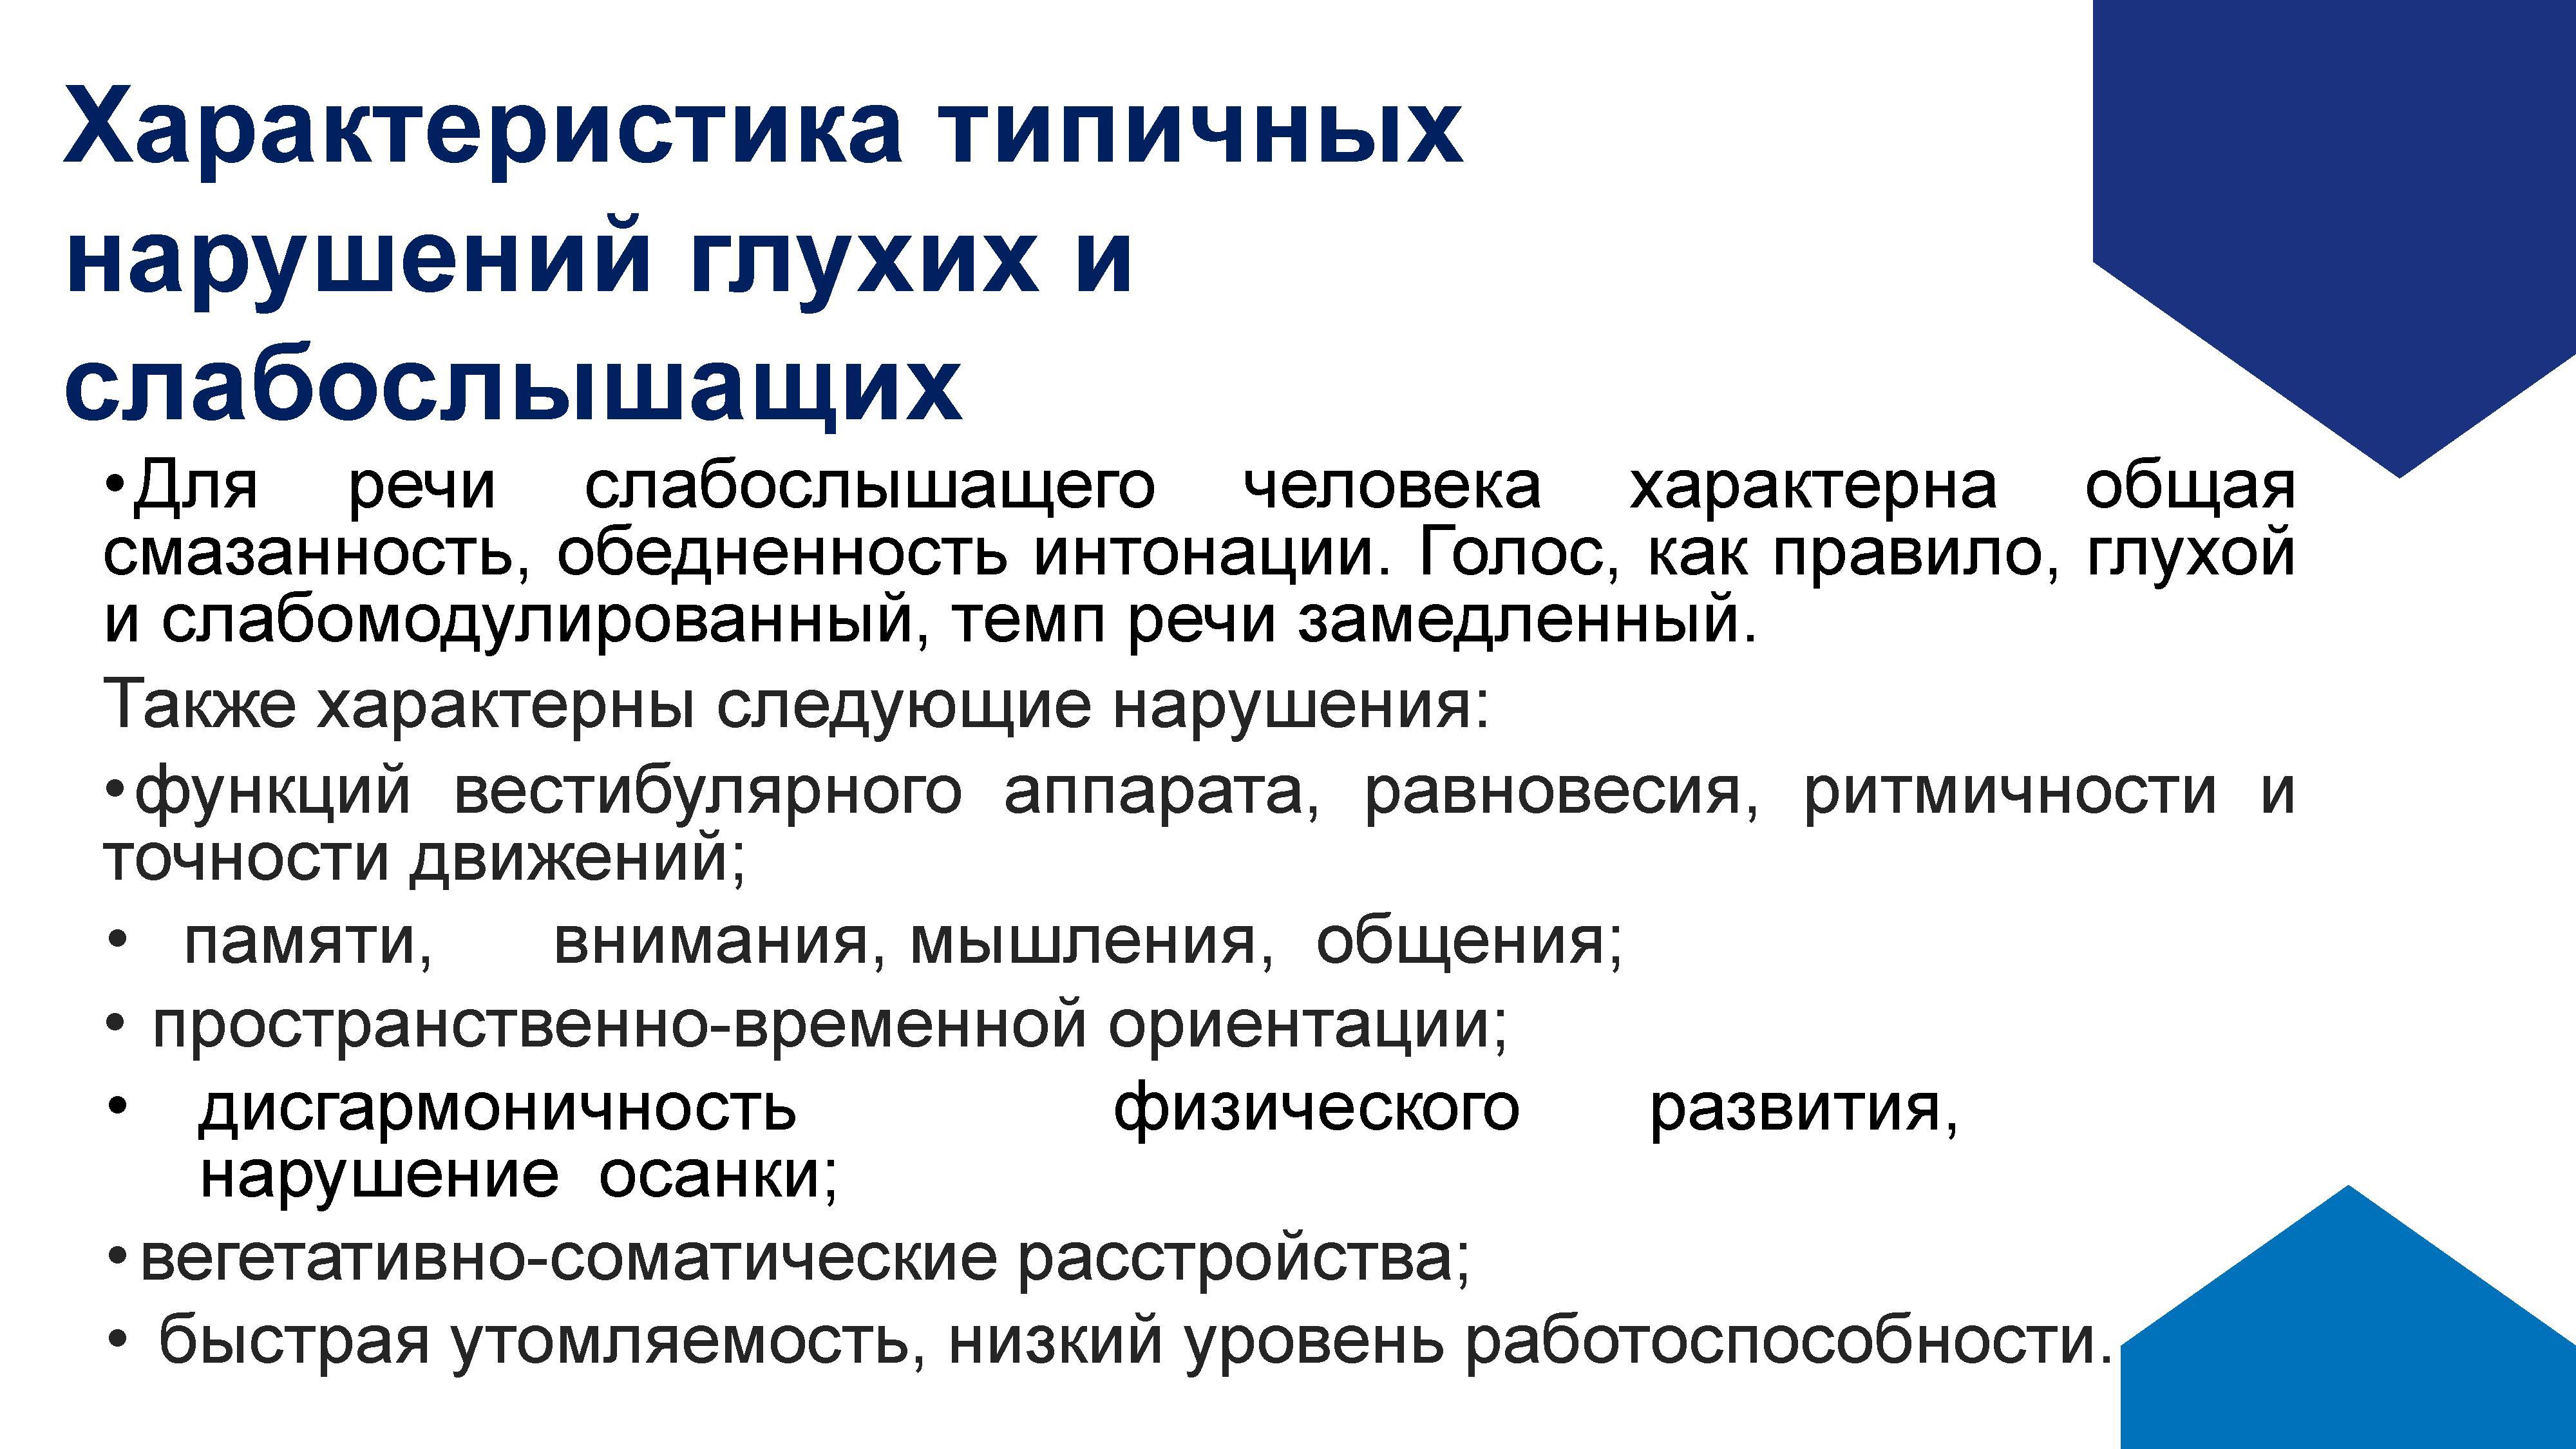 Характеристика типичных
нарушений глухих и
слабослышащих
•Для речи слабослышащего человека характерна общая
смазанность, обедненность интонации. Голос, как правило, глухой
и слабомодулированный, темп речи замедленный.
Также характерны следующие нарушения:
•функций вестибулярного аппарата, равновесия, ритмичности и
точности движений;
• памяти, внимания, мышления, общения;
• пространственно-временной ориентации;
• дисгармоничность физического развития,
нарушение осанки;
•вегетативно-соматические расстройства;
• быстрая утомляемость, низкий уровень работоспособности.